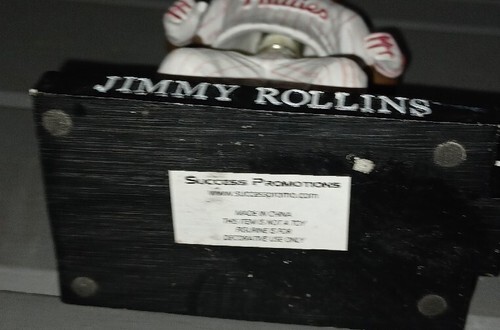 Phillies
JIMMY ROLLINS
SUCCESS PROMOTIONS
www.successpromo.com
MADE IN CHINA
THIS ITEM IS NOT A TOY
FIGURINE IS FOR
DECORATIVE USE ONLY